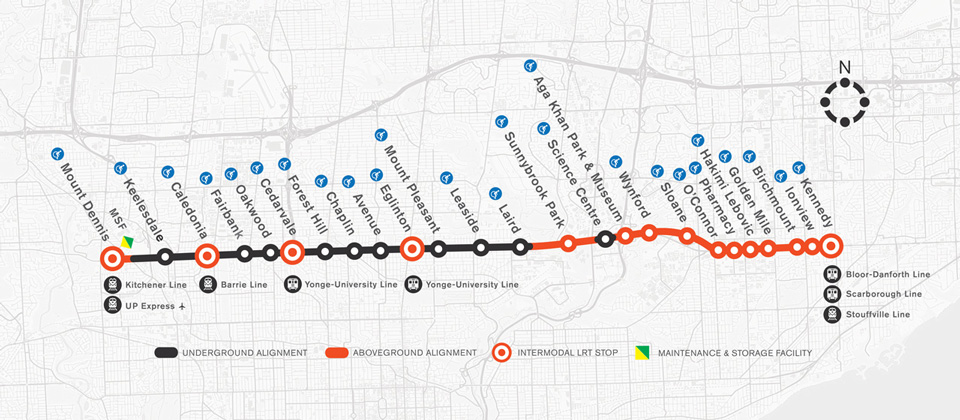 N
Mount Dennis
MSF
Keelesdale
Caledonia
Fairbank
Oakwood
Cedarvale
Forest Hill
Chaplin
Avenue
Eglinton
Mount Pleasant
Leaside
Laird
Sunnybrook Park
Science Centre
Aga Khan Park & Museum
Wynford
Sloane
O'Connor
Pharmacy
Hakimi Lebovic
Golden Mile
Birchmount
Ionview
Kennedy
Kitchener Line
UP Express
Barrie Line
Yonge-University Line
Yonge-University Line
Bloor-Danforth Line
Scarborough Line
Stouffville Line
UNDERGROUND ALIGNMENT
ABOVEGROUND ALIGNMENT
INTERMODAL LRT STOP
MAINTENANCE & STORAGE FACILITY